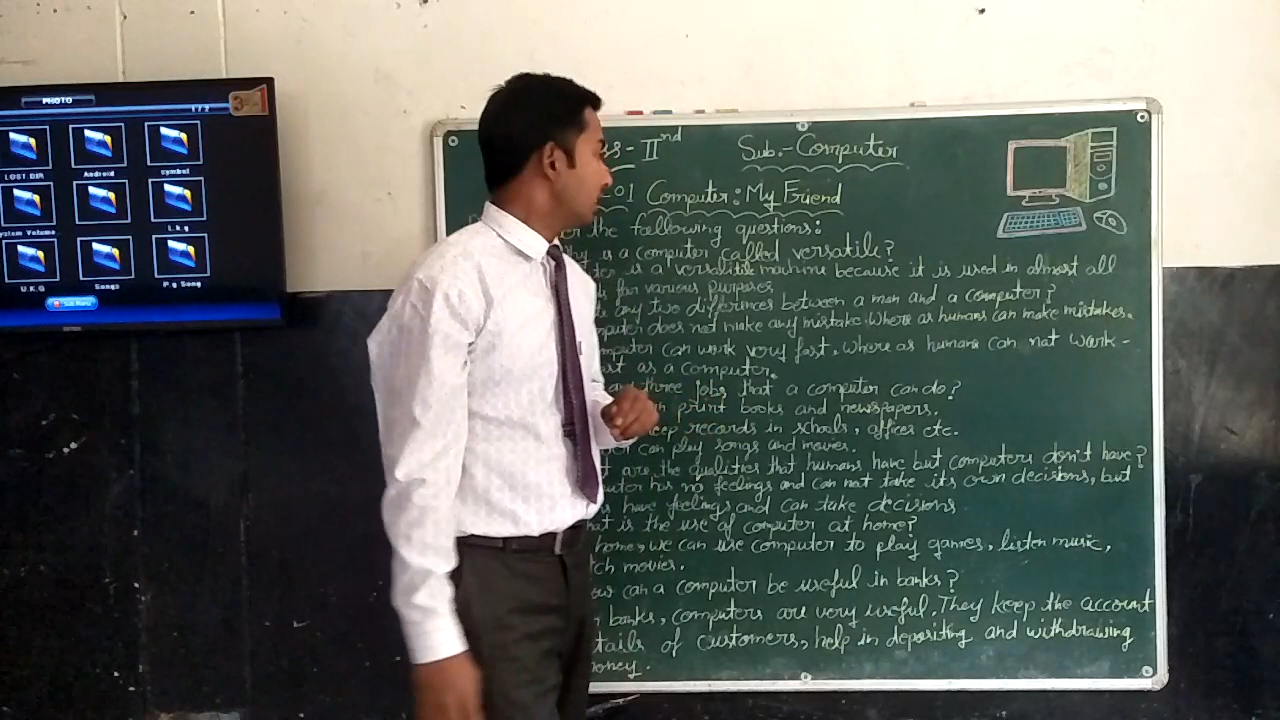 PHOTO
1 / 2
3
LOST.DIR Android symbol
System Volume L.k.g
U.K.G Songs P.g Song
Sub Menu
IInd Sub.-Computer
01 Computer: My Friend
the following questions:
is a computer called versatile?
is a versatile machine because it is used in almost all
for various purposes
any two differences between a man and a computer?
does not make any mistake. Where as humans can make mistakes.
can work very fast, where as humans can not work -
as a computer.
three jobs that a computer can do?
print books and newspapers.
keep records in schools, offices etc.
can play songs and movies.
are the qualities that humans have but computers don't have?
has no feelings and can not take its own decisions, but
have feelings and can take decisions
is the use of computer at home?
home, we can use computer to play games, listen music,
movies.
can a computer be useful in banks?
banks, computers are very useful. They keep the account
of customers, help in depositing and withdrawing
money.